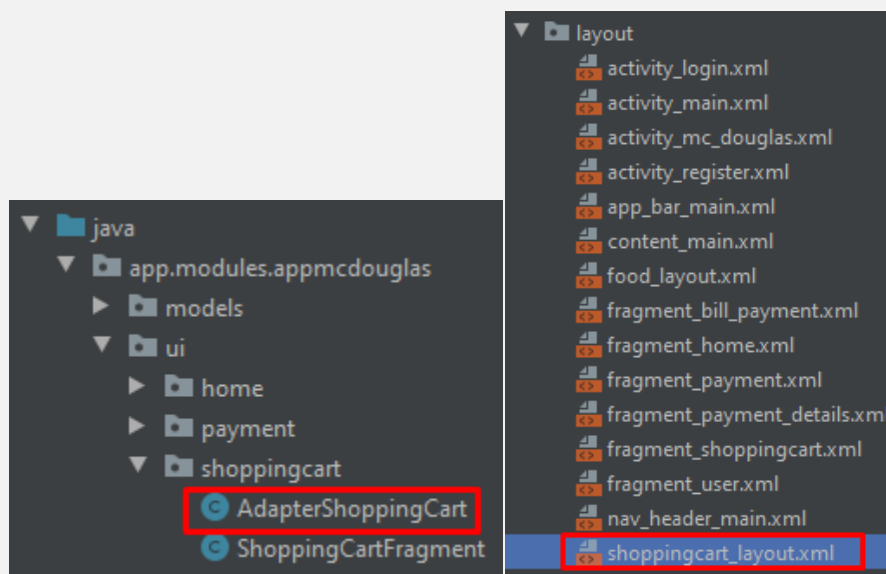 java
app.modules.appmcdouglas
models
ui
home
payment
shoppingcart
AdapterShoppingCart
ShoppingCartFragment
layout
activity_login.xml
activity_main.xml
activity_mc_douglas.xml
activity_register.xml
app_bar_main.xml
content_main.xml
food_layout.xml
fragment_bill_payment.xml
fragment_home.xml
fragment_payment.xml
fragment_payment_details.xm
fragment_shoppingcart.xml
fragment_user.xml
nav_header_main.xml
shoppingcart_layout.xml